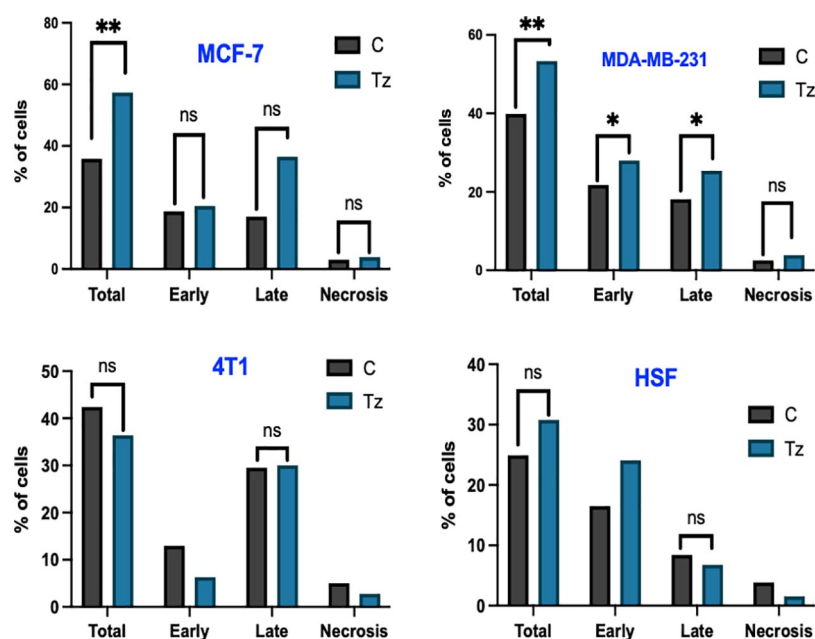 MCF-7
% of cells
80
60
40
20
0
**
ns
ns
ns
C
Tz
Total Early Late Necrosis
MDA-MB-231
% of cells
60
40
20
0
**
*
*
ns
C
Tz
Total Early Late Necrosis
4T1
% of cells
50
40
30
20
10
0
ns
ns
C
Tz
Total Early Late Necrosis
HSF
% of cells
40
30
20
10
0
ns
ns
C
Tz
Total Early Late Necrosis